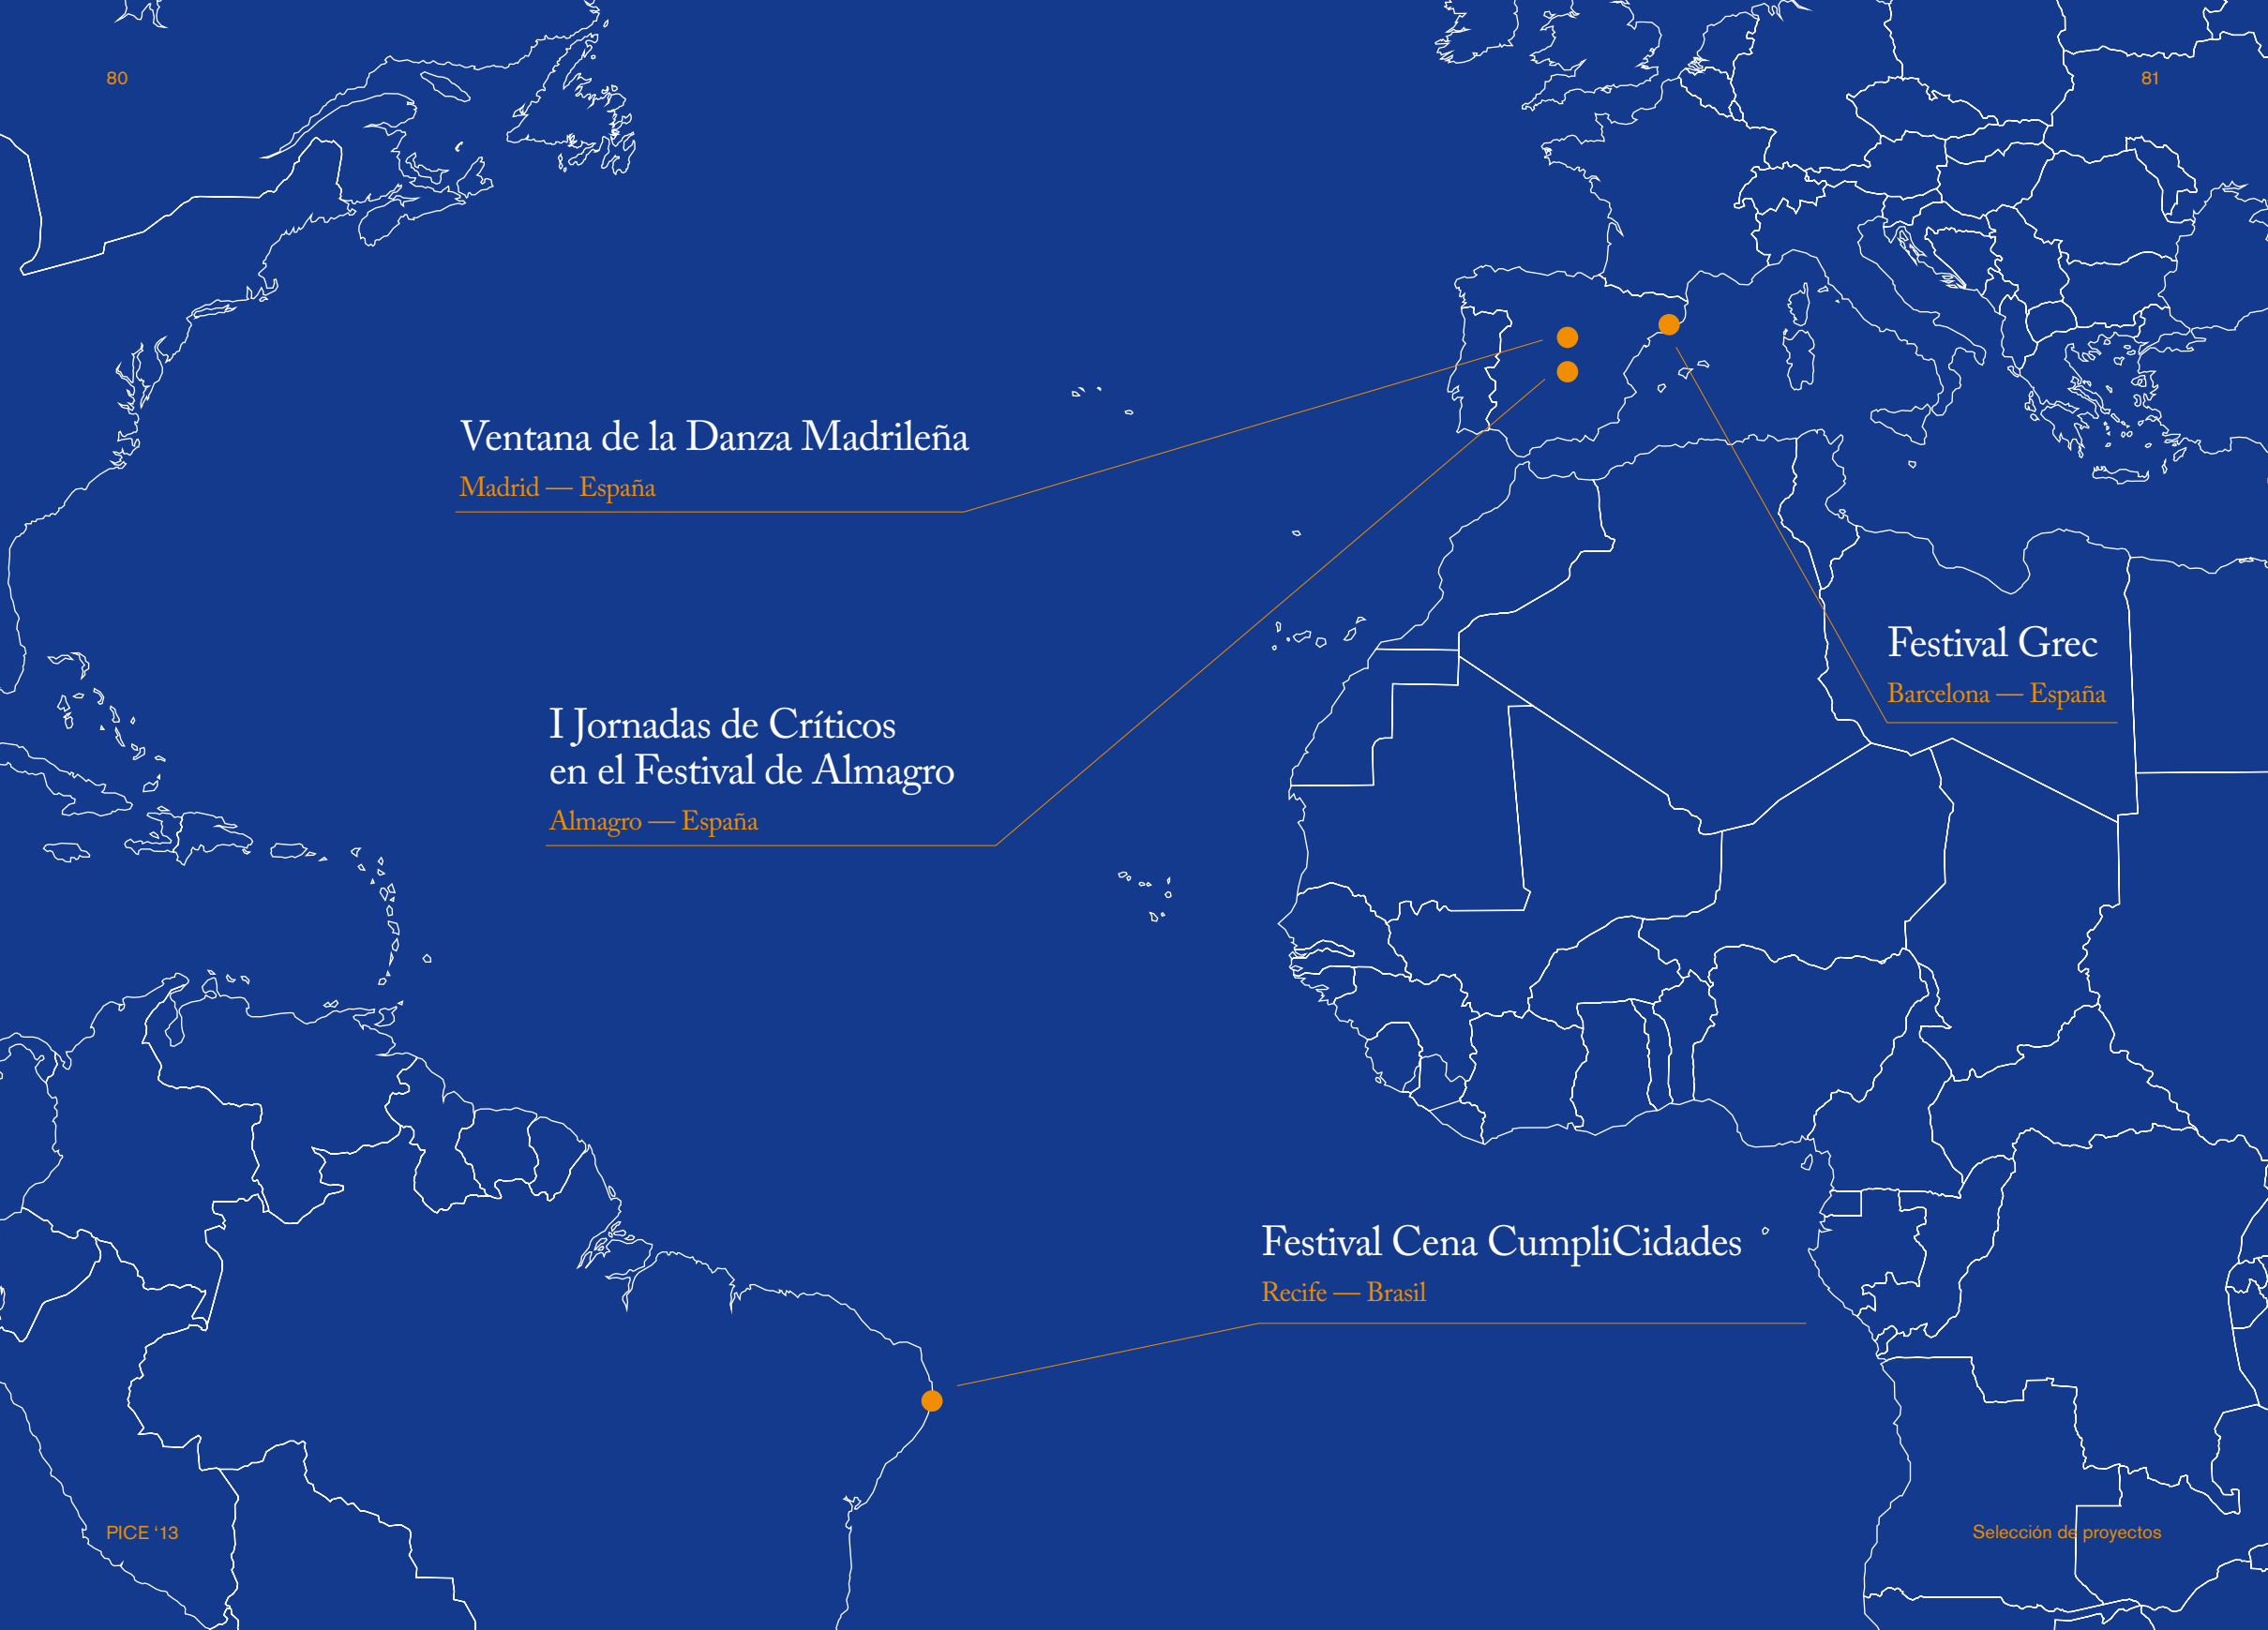 80
81
Ventana de la Danza Madrileña
Madrid — España
Festival Grec
Barcelona — España
I Jornadas de Críticos
en el Festival de Almagro
Almagro — España
Festival Cena CumpliCidades
Recife — Brasil
PICE ‘13
Selección de proyectos